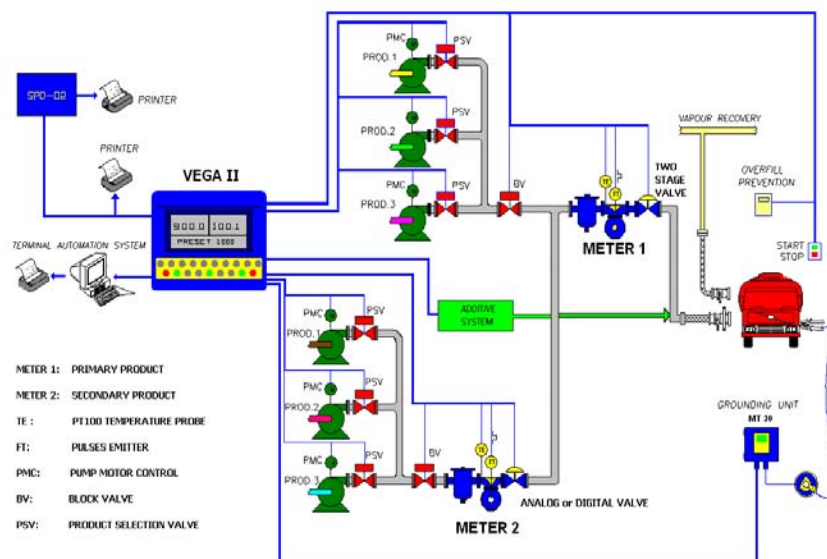 PMC
PSV
PROD.1
SPD-02
PRINTER
PSV
PMC
PROD.2
VAPOUR RECOVERY
PRINTER
VEGA II
PSV
PMC
PROD.3
BV
TE
FT
TWO
STAGE
VALVE
OVERFILL
PREVENTION
900.0 100.1
PRESET 1000
METER 1
START
STOP
TERMINAL AUTOMATION SYSTEM
ADDITIVE
SYSTEM
PSV
PMC
PROD.1
METER 1: PRIMARY PRODUCT
METER 2: SECONDARY PRODUCT
TE : PT100 TEMPERATURE PROBE
FT: PULSES EMITTER
PMC: PUMP MOTOR CONTROL
BV: BLOCK VALVE
PSV: PRODUCT SELECTION VALVE
PSV
PMC
PROD.2
PSV
PMC
PROD.3
BV
TE
FT
ANALOG or DIGITAL VALVE
METER 2
GROUNDING UNIT
MT 30